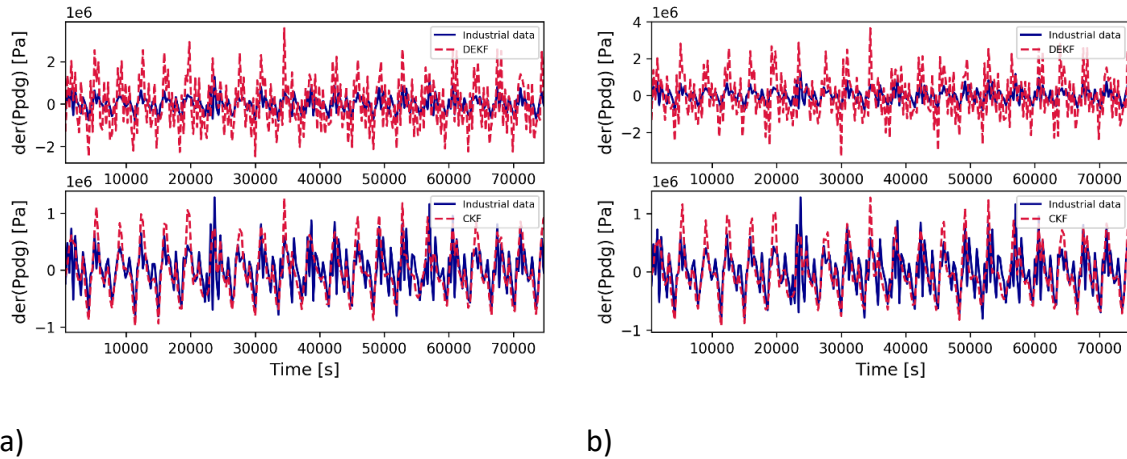 1e6
der(Ppdg) [Pa]
2
0
−2
Industrial data
DEKF
10000 20000 30000 40000 50000 60000 70000
1e6
der(Ppdg) [Pa]
1
0
−1
Industrial data
CKF
10000 20000 30000 40000 50000 60000 70000
Time [s]
a)
1e6
der(Ppdg) [Pa]
4
2
0
−2
Industrial data
DEKF
10000 20000 30000 40000 50000 60000 70000
1e6
der(Ppdg) [Pa]
1
0
−1
Industrial data
CKF
10000 20000 30000 40000 50000 60000 70000
Time [s]
b)